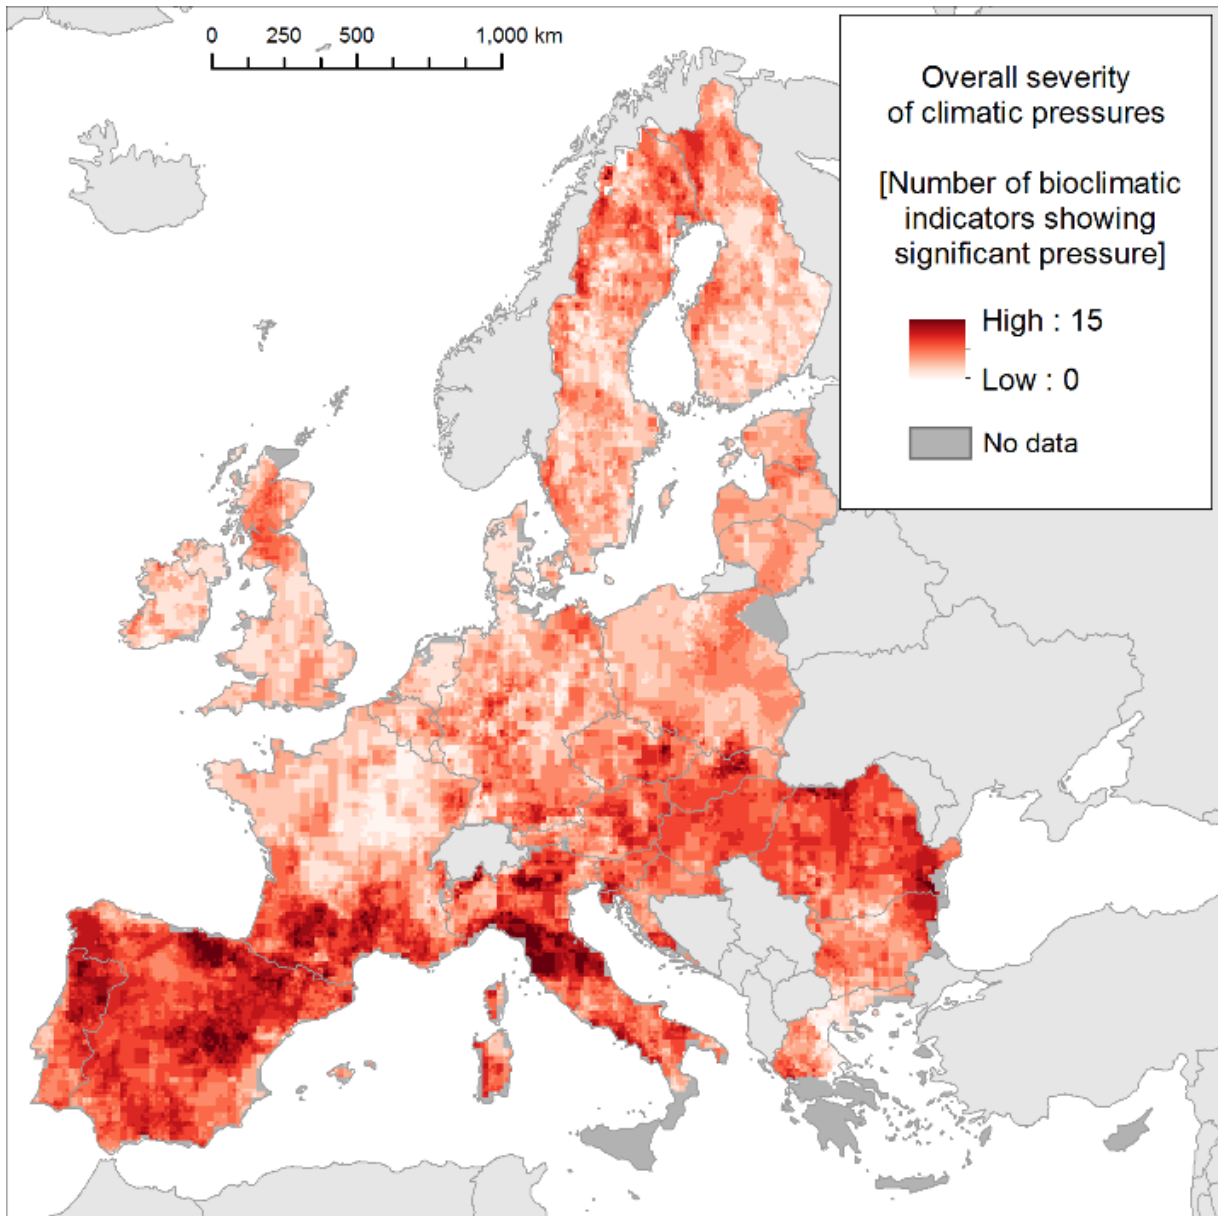 0 250 500 1,000 km
Overall severity
of climatic pressures
[Number of bioclimatic
indicators showing
significant pressure]
High : 15
Low : 0
No data